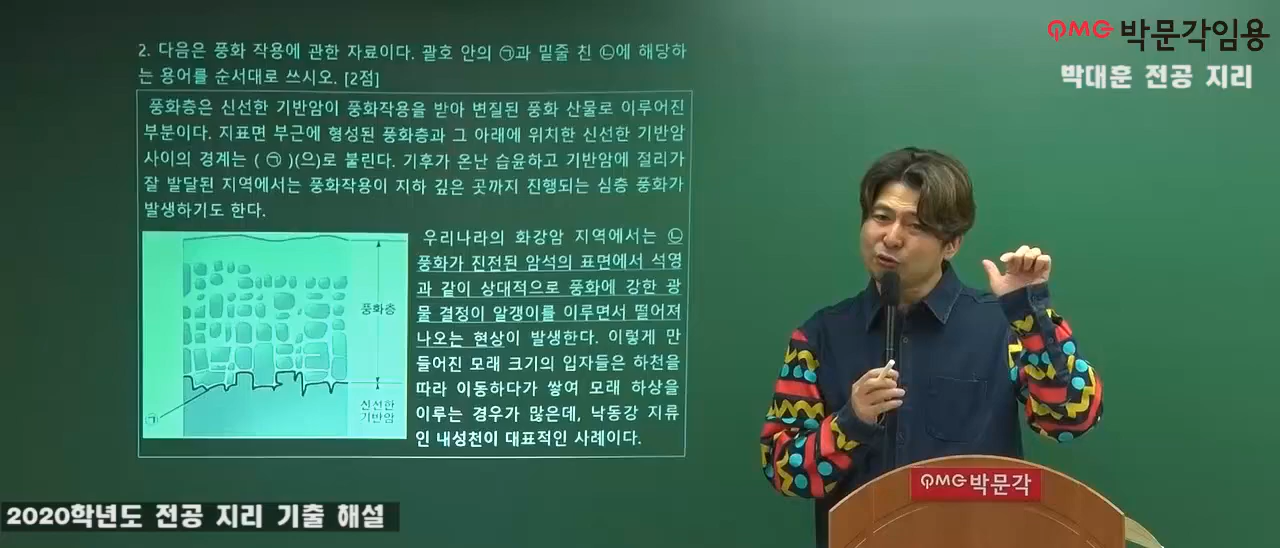 PMG 박문각임용
박대훈 전공 지리
2. 다음은 풍화 작용에 관한 자료이다. 괄호 안의 ㉠과 밑줄 친 ㉡에 해당하
는 용어를 순서대로 쓰시오. [2점]
풍화층은 신선한 기반암이 풍화작용을 받아 변질된 풍화 산물로 이루어진
부분이다. 지표면 부근에 형성된 풍화층과 그 아래에 위치한 신선한 기반암
사이의 경계는 ( ㉠ )(으)로 불린다. 기후가 온난 습윤하고 기반암에 절리가
잘 발달된 지역에서는 풍화작용이 지하 깊은 곳까지 진행되는 심층 풍화가
발생하기도 한다.
우리나라의 화강암 지역에서는 ㉡
풍화가 진전된 암석의 표면에서 석영
과 같이 상대적으로 풍화에 강한 광
물 결정이 알갱이를 이루면서 떨어져
나오는 현상이 발생한다. 이렇게 만
들어진 모래 크기의 입자들은 하천을
따라 이동하다가 쌓여 모래 하상을
이루는 경우가 많은데, 낙동강 지류
인 내성천이 대표적인 사례이다.
풍화층
신선한
기반암
㉠
PMG 박문각
2020학년도 전공 지리 기출 해설